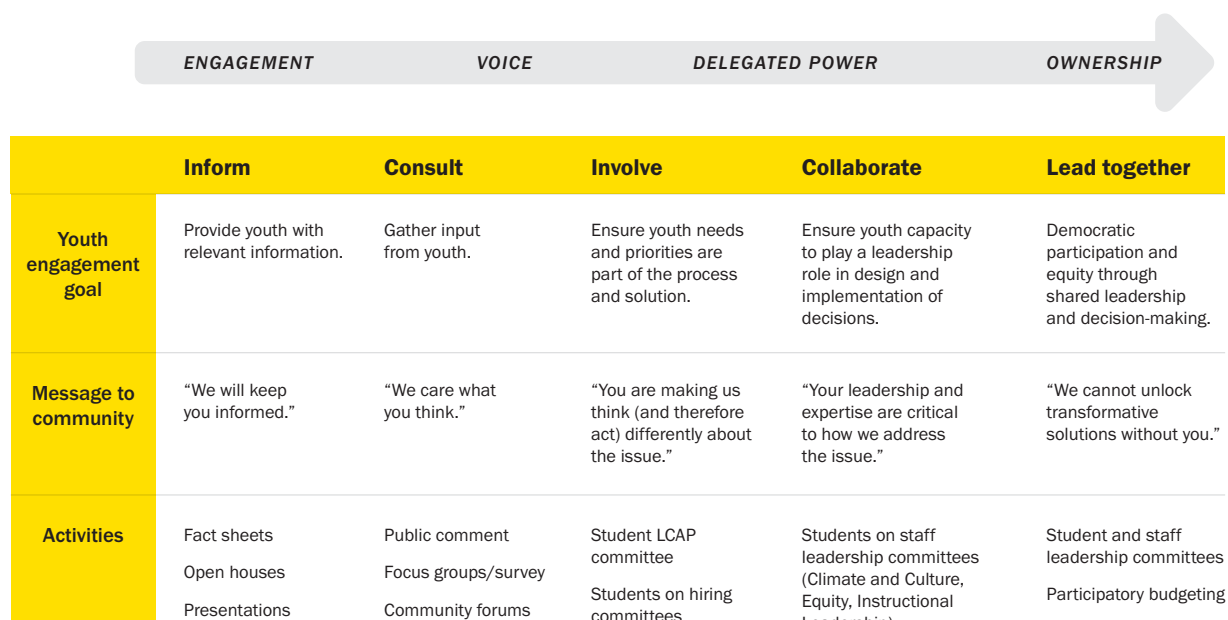 ENGAGEMENT VOICE DELEGATED POWER OWNERSHIP
Inform Consult Involve Collaborate Lead together
Youth
engagement
goal
Provide youth with
relevant information.
Gather input
from youth.
Ensure youth needs
and priorities are
part of the process
and solution.
Ensure youth capacity
to play a leadership
role in design and
implementation of
decisions.
Democratic
participation and
equity through
shared leadership
and decision-making.
Message to
community
“We will keep
you informed.”
“We care what
you think.”
“You are making us
think (and therefore
act) differently about
the issue.”
“Your leadership and
expertise are critical
to how we address
the issue.”
“We cannot unlock
transformative
solutions without you.”
Activities
Fact sheets
Open houses
Presentations
Public comment
Focus groups/survey
Community forums
Student LCAP
committee
Students on hiring
committees
Students on staff
leadership committees
(Climate and Culture,
Equity, Instructional
Leadership)
Student and staff
leadership committees
Participatory budgeting